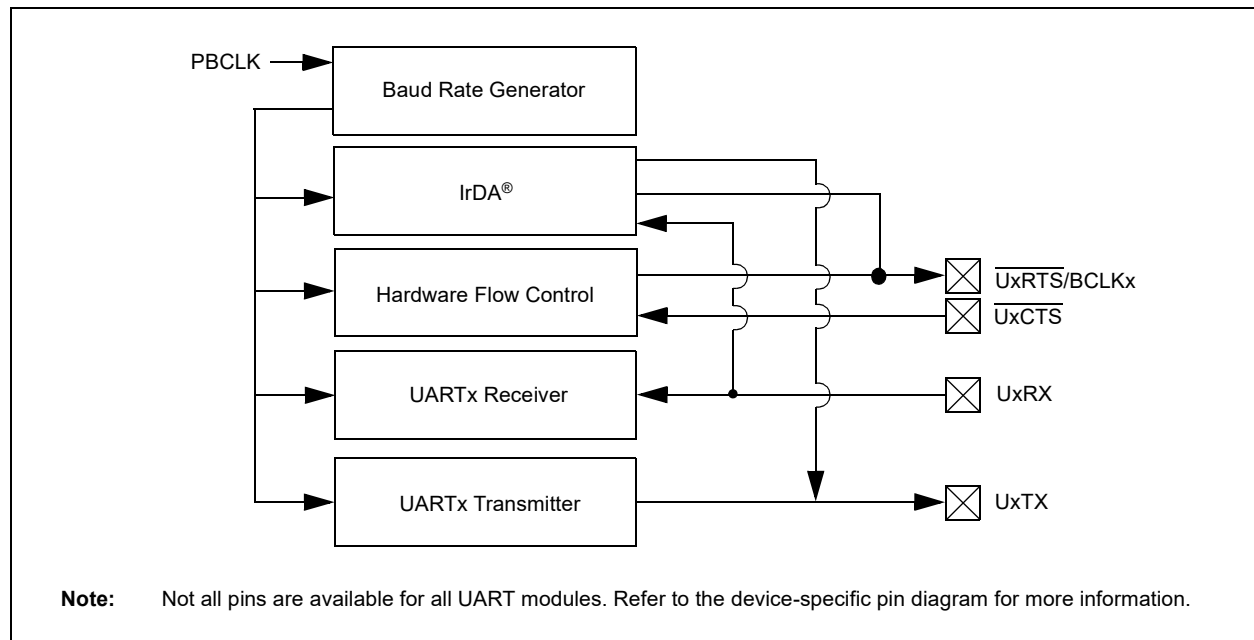 PBCLK
Baud Rate Generator
IrDA®
Hardware Flow Control
UxRTS/BCLKx
UxCTS
UARTx Receiver
UxRX
UARTx Transmitter
UxTX
Note: Not all pins are available for all UART modules. Refer to the device-specific pin diagram for more information.